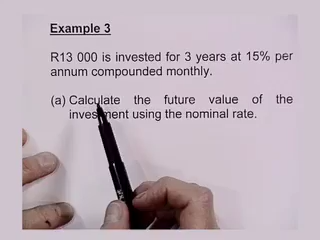 Example 3
R13 000 is invested for 3 years at 15% per
annum compounded monthly.
(a) Calculate the future value of the
investment using the nominal rate.